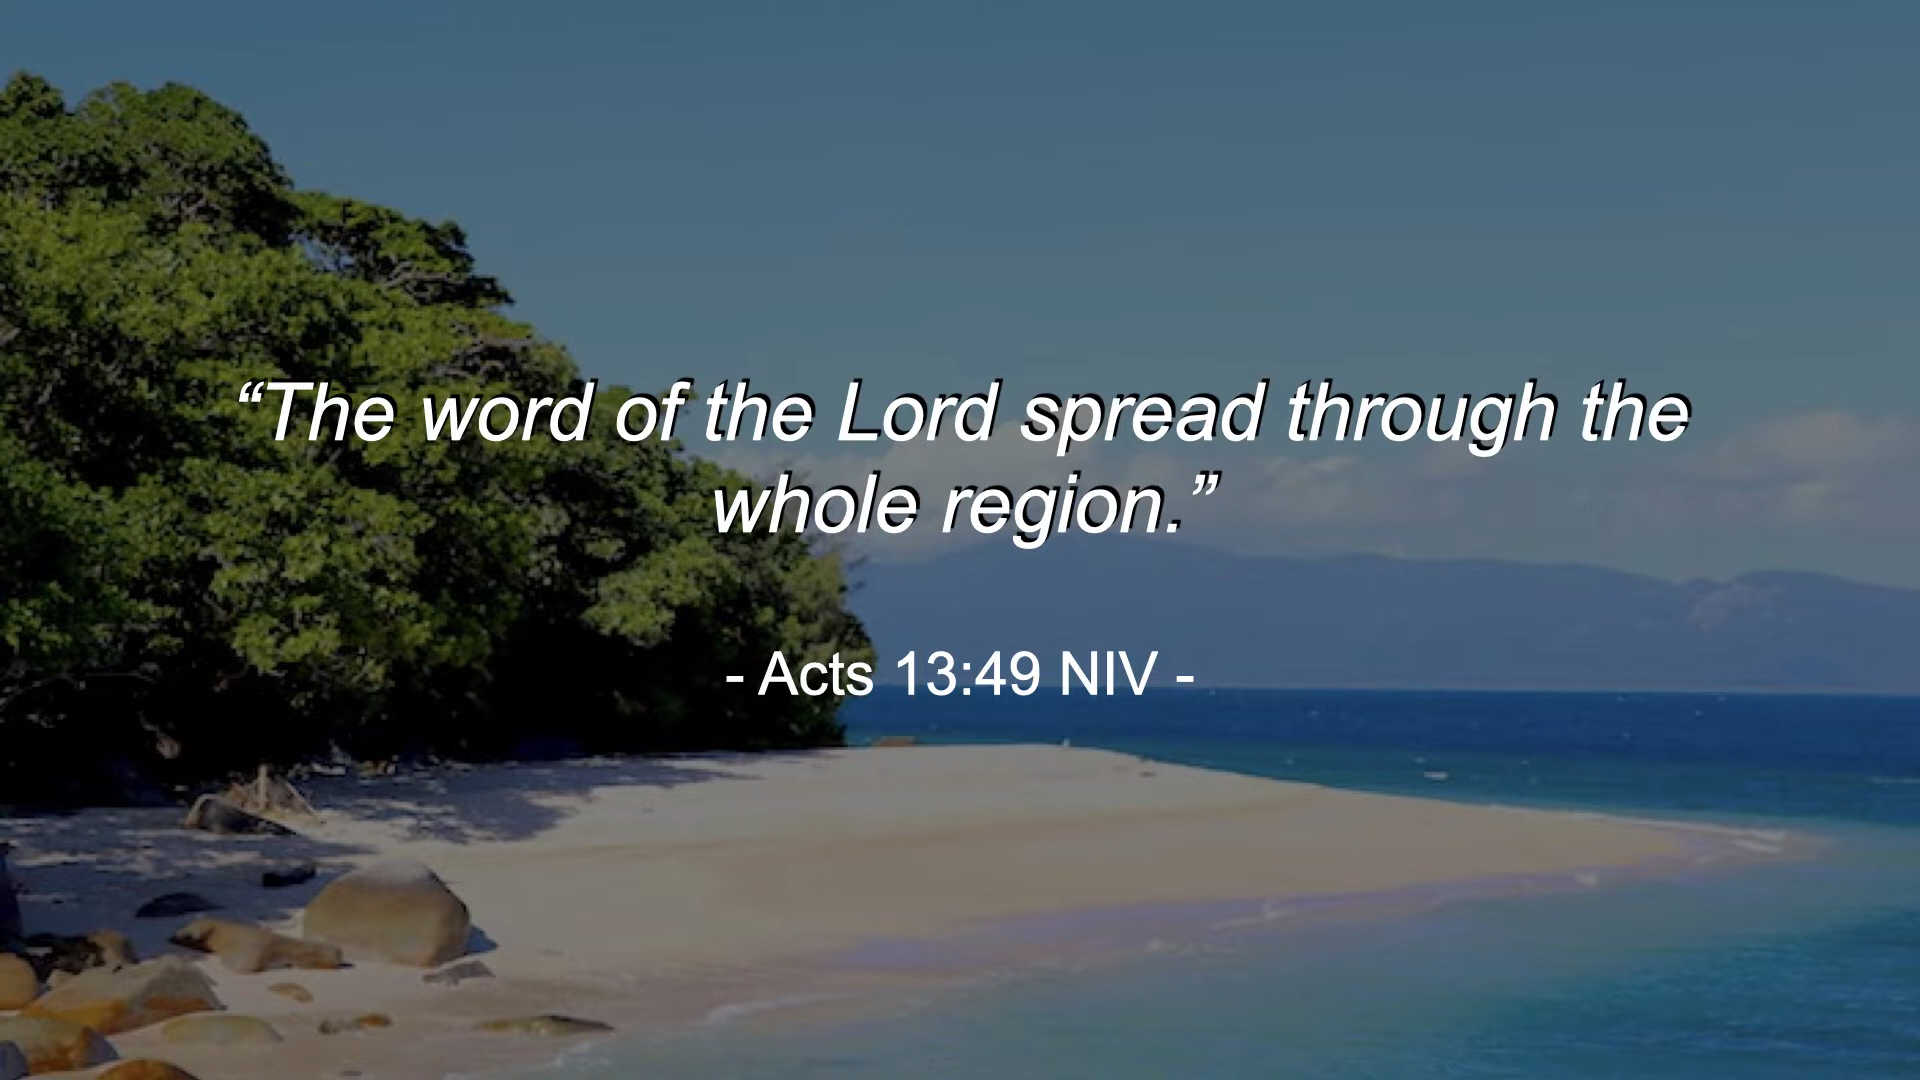 “The word of the Lord spread through the
whole region.”
- Acts 13:49 NIV -